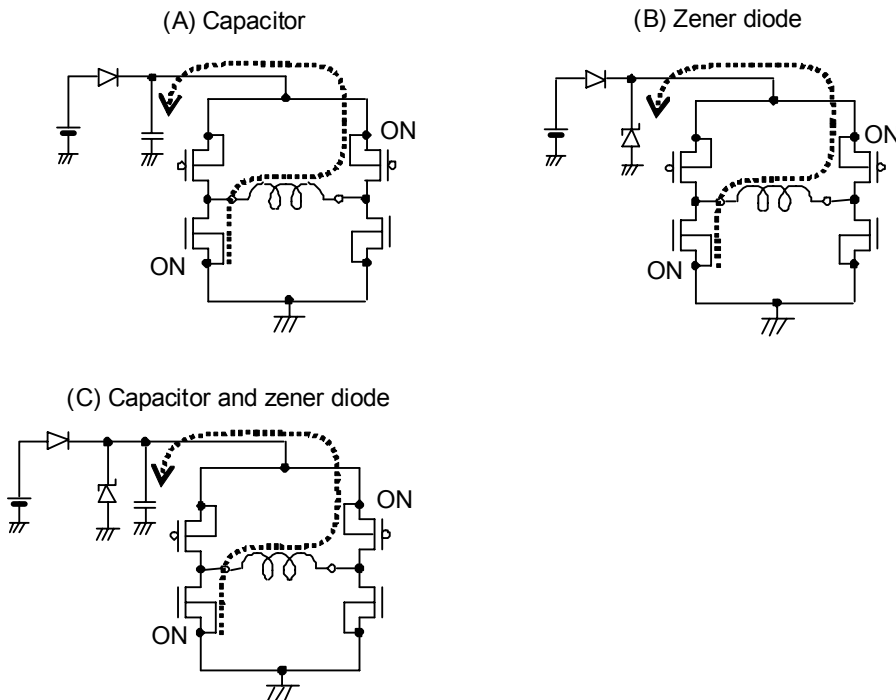 (A) Capacitor
ON
ON
(B) Zener diode
ON
ON
(C) Capacitor and zener diode
ON
ON